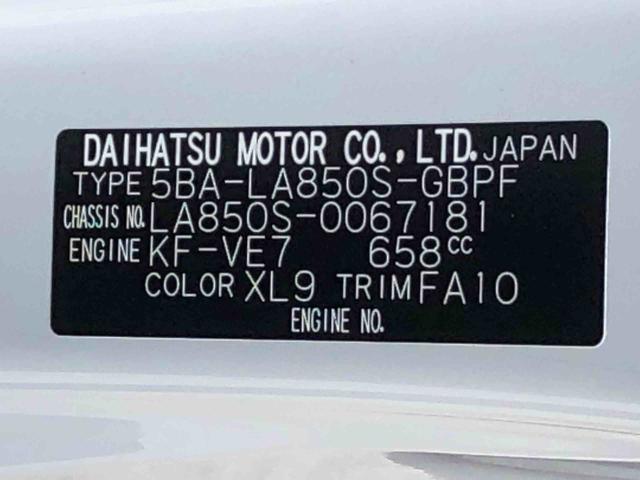 DAIHATSU MOTOR CO., LTD. JAPAN
TYPE 5BA-LA850S-GBPF
CHASSIS NO. LA850S-0067181
ENGINE KF-VE7 658cc
COLOR XL9 TRIM FA10
ENGINE NO.